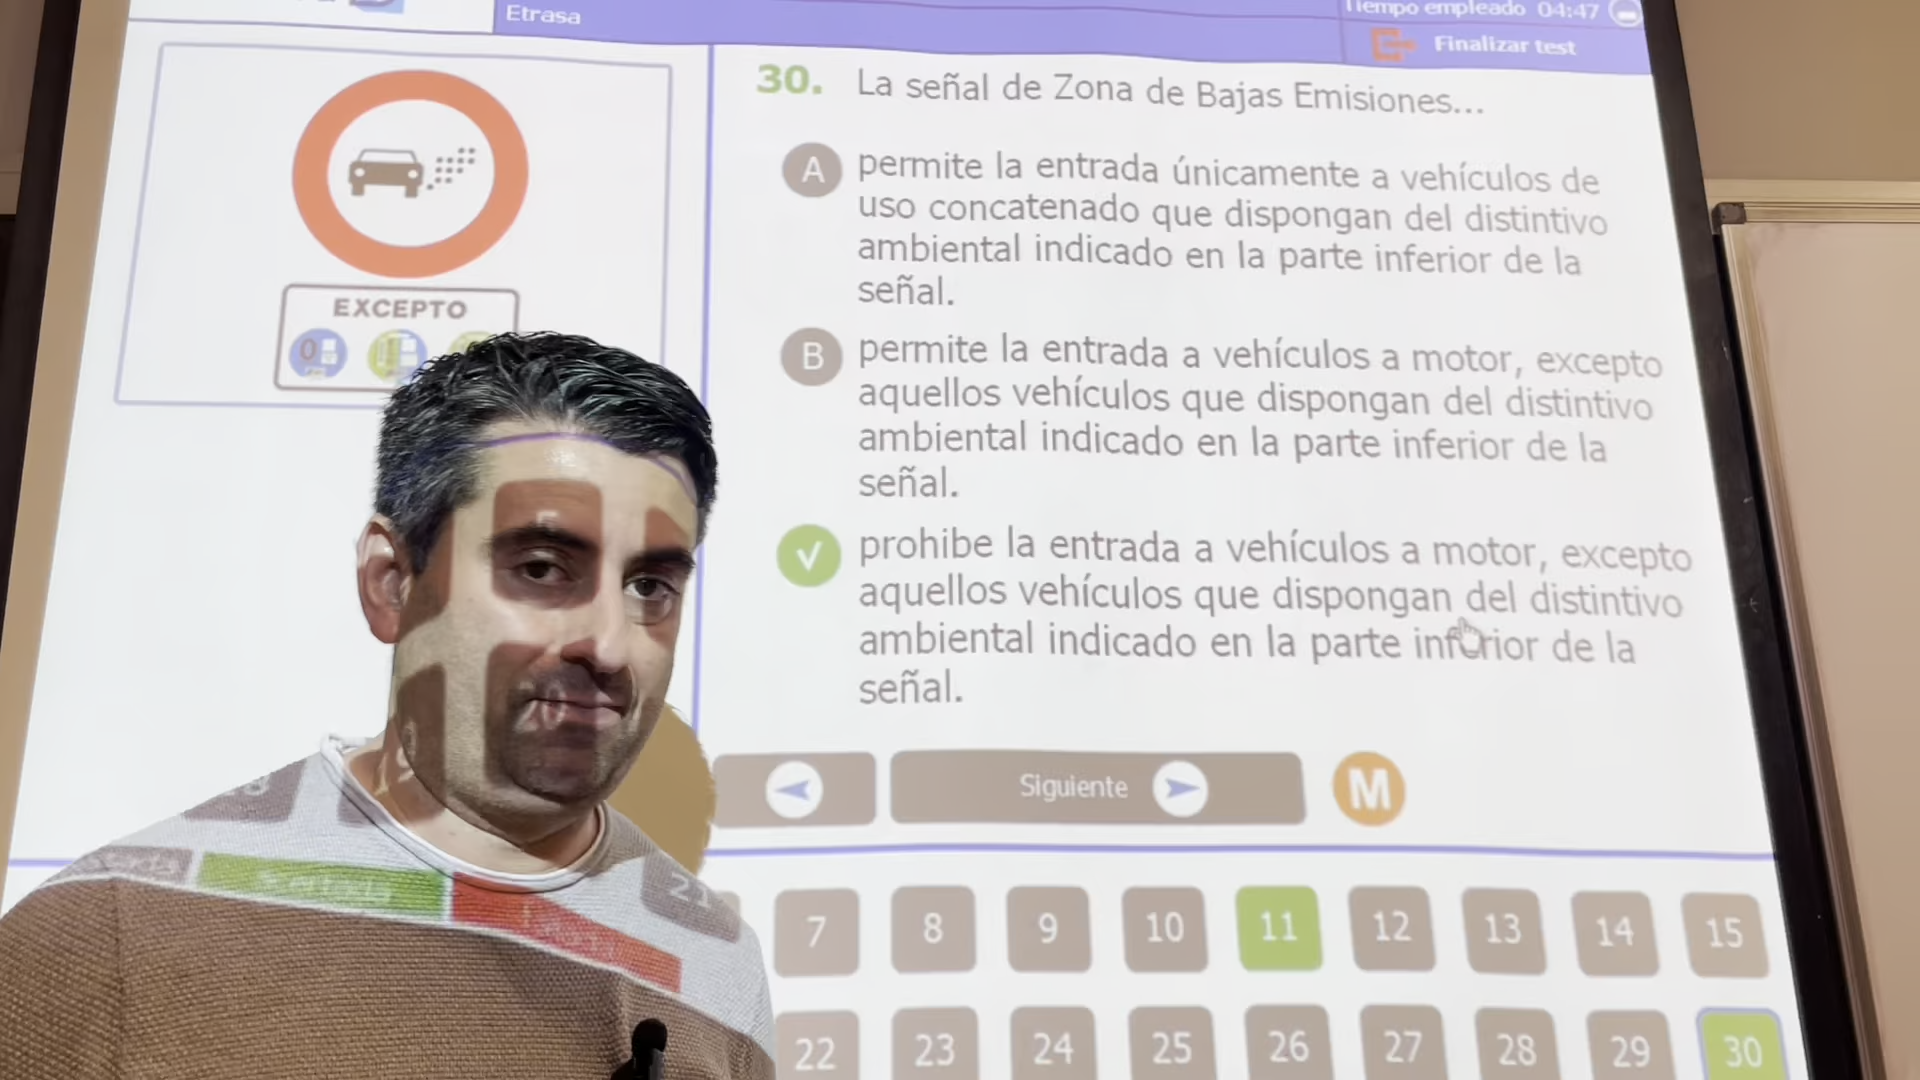 Etrasa
Tiempo empleado 04:47
Finalizar test
EXCEPTO
0
30. La señal de Zona de Bajas Emisiones...
A permite la entrada únicamente a vehículos de
uso concatenado que dispongan del distintivo
ambiental indicado en la parte inferior de la
señal.
B permite la entrada a vehículos a motor, excepto
aquellos vehículos que dispongan del distintivo
ambiental indicado en la parte inferior de la
señal.
√ prohibe la entrada a vehículos a motor, excepto
aquellos vehículos que dispongan del distintivo
ambiental indicado en la parte inferior de la
señal.
Siguiente
M
7 8 9 10 11 12 13 14 15
21
22 23 24 25 26 27 28 29 30